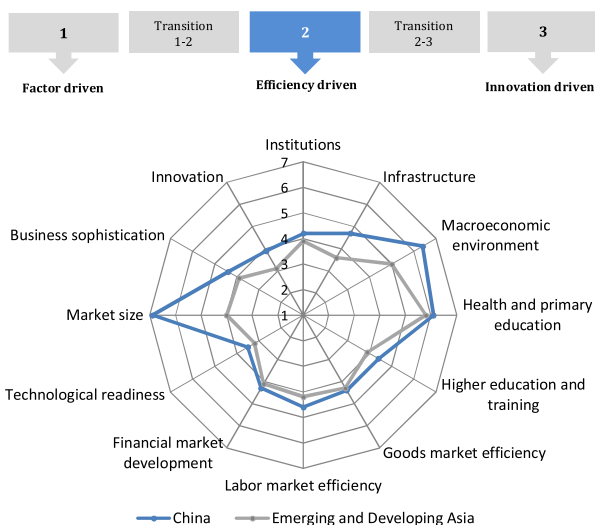 1
Transition
1-2
2
Transition
2-3
3
Factor driven
Efficiency driven
Innovation driven
Institutions
7
Innovation
Infrastructure
6
5
Business sophistication
Macroeconomic
environment
4
3
2
Market size
1
Health and primary
education
Technological readiness
Higher education and
training
Financial market
development
Goods market efficiency
Labor market efficiency
China
Emerging and Developing Asia